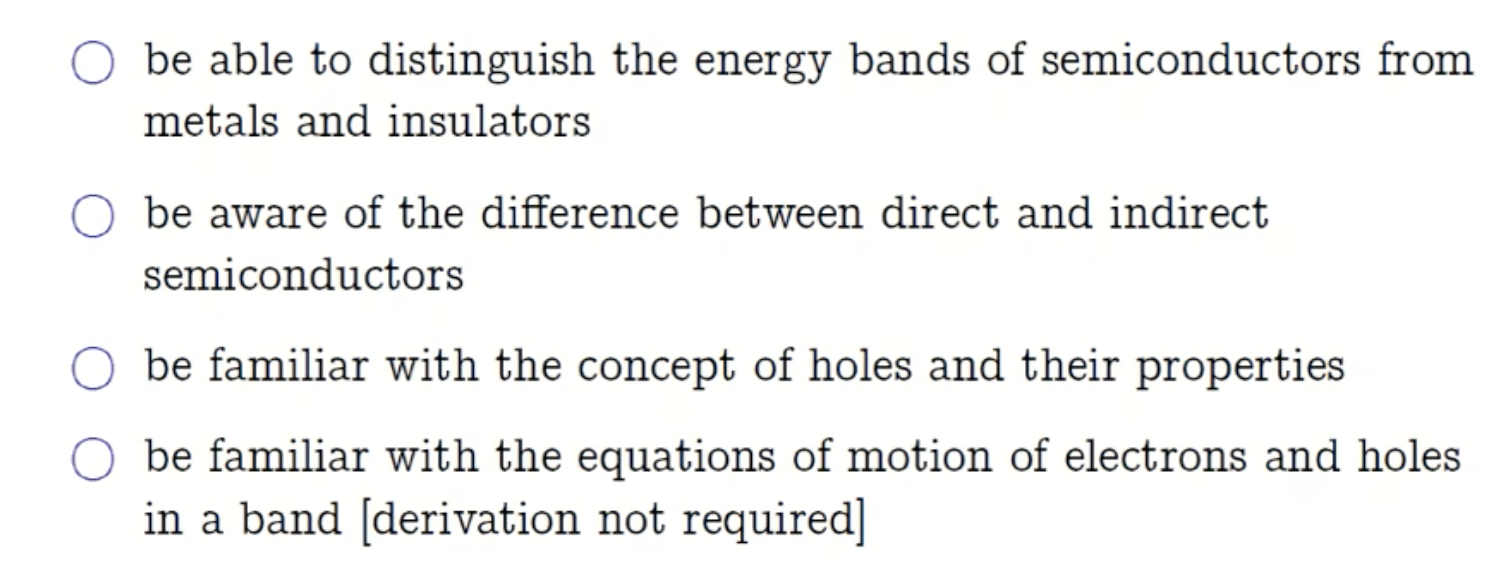 be able to distinguish the energy bands of semiconductors from
metals and insulators
be aware of the difference between direct and indirect
semiconductors
be familiar with the concept of holes and their properties
be familiar with the equations of motion of electrons and holes
in a band [derivation not required]